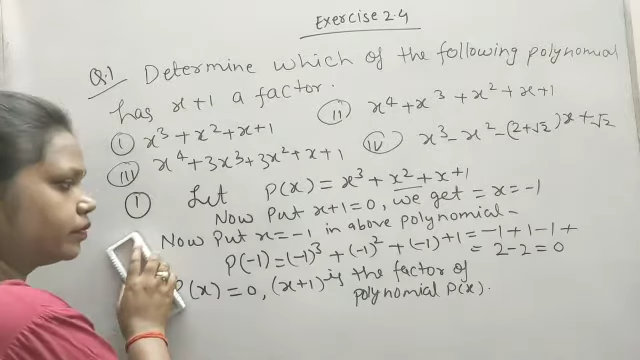 Exercise 2.4
Q.1 Determine which of the following polynomial
has x+1 a factor.
(i) x³+x²+x+1 (ii) x⁴+x³+x²+x+1
(iii) x⁴+3x³+3x²+x+1 (iv) x³-x²-(2+√2)x+√2
(i) Let P(x) = x³+x²+x+1
Now Put x+1=0, we get = x=-1
Now Put x=-1 in above polynomial-
P(-1)=(-1)³+(-1)²+(-1)+1=-1+1-1+
= 2-2=0
(x)=0, (x+1) is the factor of
polynomial P(x).